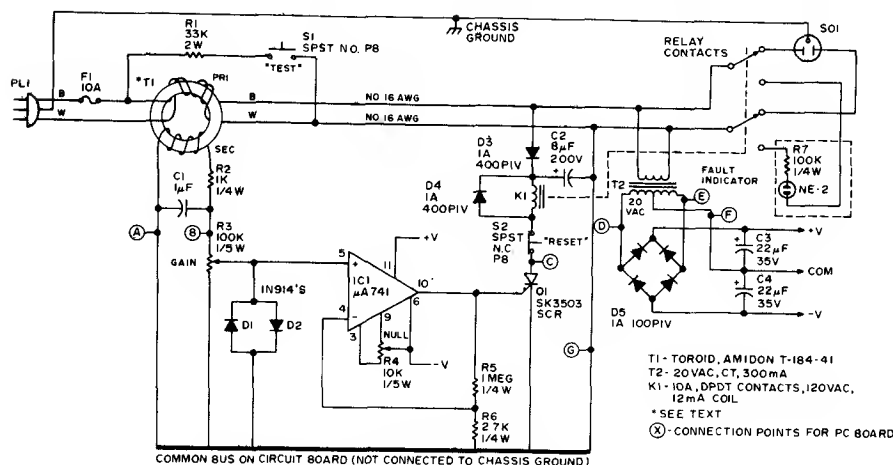 CHASSIS
GROUND
SO1
R1
33K
2W
S1
SPST NO. P8
"TEST"
RELAY
CONTACTS
PL1
F1
10A
*T1
PRI
B
W
B
W
NO 16 AWG
NO 16 AWG
SEC
R2
1K
1/4W
C1
1µF
D3
1A
400PIV
C2
8µF
200V
+
D4
1A
400PIV
K1
T2
20
VAC
FAULT
INDICATOR
R7
100K
1/4W
NE-2
A
B
R3
100K
1/5W
GAIN
S2
SPST
N.C.
P8
"RESET"
C
D
E
F
+V
C3
22µF
35V
+
COM
C4
22µF
35V
+
-V
D5
1A 100PIV
1N914'S
D1
D2
5
+
IC1
µA741
4
-
11
+V
10
6
9
3
NULL
R4
10K
1/5W
-V
Q1
SK3503
SCR
G
R5
1MEG
1/4W
R6
2.7K
1/4W
T1- TOROID, AMIDON T-184-41
T2- 20VAC, CT, 300mA
K1- 10A, DPDT CONTACTS, 120VAC,
12mA COIL
*SEE TEXT
X -CONNECTION POINTS FOR PC BOARD
COMMON BUS ON CIRCUIT BOARD (NOT CONNECTED TO CHASSIS GROUND)